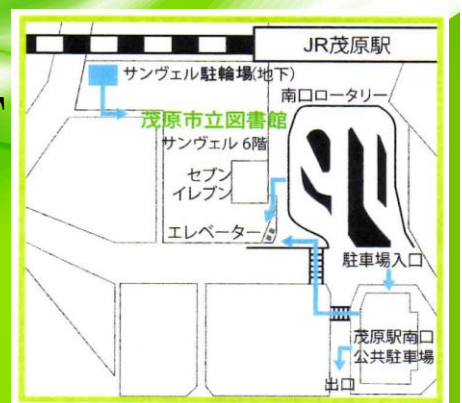 JR茂原駅
サンヴェル駐輪場(地下)
南口ロータリー
茂原市立図書館
サンヴェル 6階
セブン
イレブン
エレベーター
駐車場入口
茂原駅南口
公共駐車場
出口